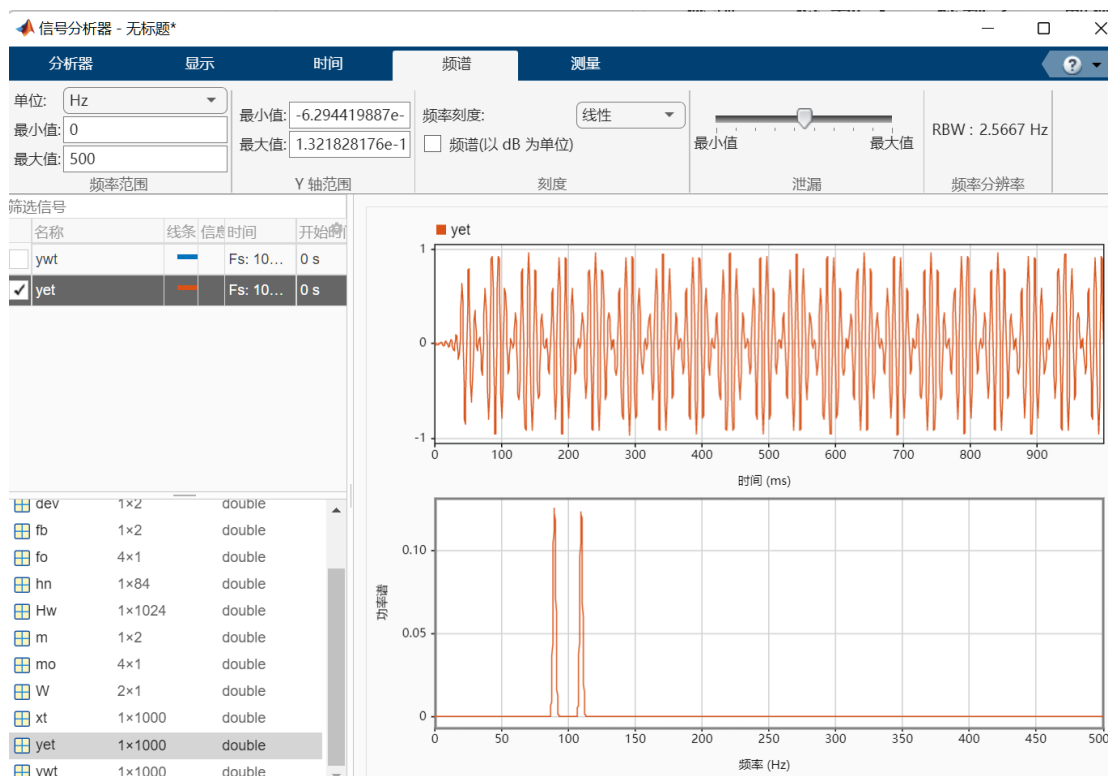 信号分析器 - 无标题*
分析器 显示 时间 频谱 测量 ?
单位: Hz
最小值: 0
最大值: 500
频率范围
最小值: -6.294419887e-
最大值: 1.321828176e-1
Y 轴范围
频率刻度: 线性
频谱(以 dB 为单位)
刻度
最小值 最大值
泄漏
RBW : 2.5667 Hz
频率分辨率
筛选信号
名称 线条 信息 时间 开始时间
ywt Fs: 10... 0 s
yet Fs: 10... 0 s
dev 1×2 double
fb 1×2 double
fo 4×1 double
hn 1×84 double
Hw 1×1024 double
m 1×2 double
mo 4×1 double
W 2×1 double
xt 1×1000 double
yet 1×1000 double
ywt 1×1000 double
yet
1
0
-1
0 100 200 300 400 500 600 700 800 900
时间 (ms)
0.10
0.05
0
功率谱
0 50 100 150 200 250 300 350 400 450 500
频率 (Hz)